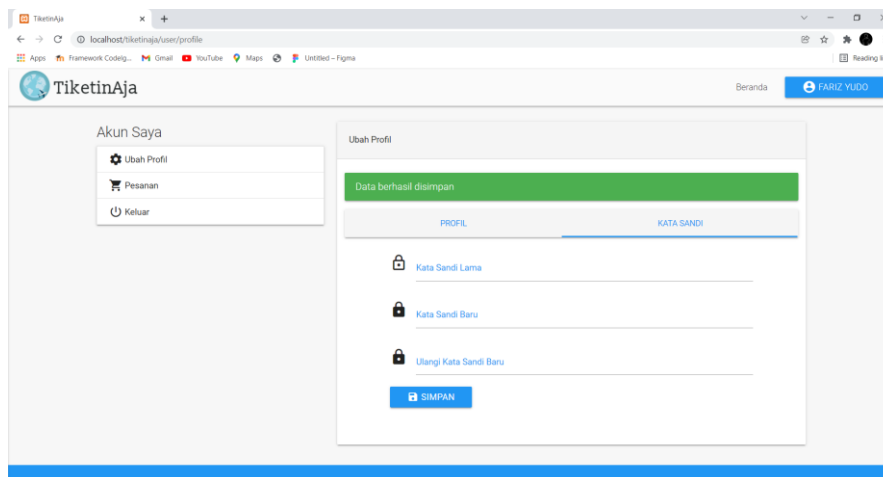 TiketinAja
localhost/tiketinaja/user/profile
Apps Framework Codeig... Gmail YouTube Maps Untitled – Figma Reading li
TiketinAja
Beranda
FARIZ YUDO
Akun Saya
Ubah Profil
Pesanan
Keluar
Ubah Profil
Data berhasil disimpan
PROFIL
KATA SANDI
Kata Sandi Lama
Kata Sandi Baru
Ulangi Kata Sandi Baru
SIMPAN